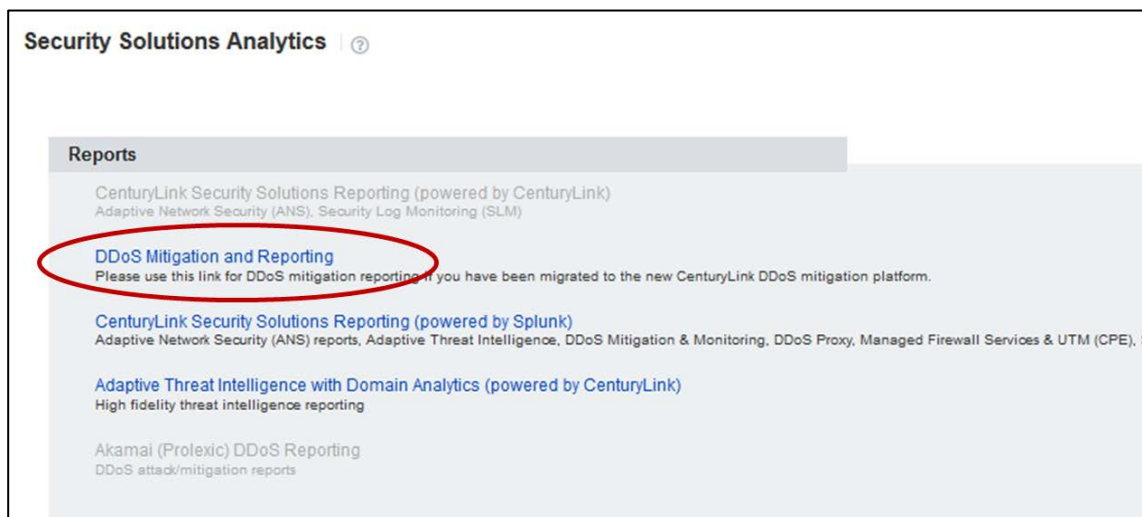 Security Solutions Analytics
Reports
CenturyLink Security Solutions Reporting (powered by CenturyLink)
Adaptive Network Security (ANS), Security Log Monitoring (SLM)
DDoS Mitigation and Reporting
Please use this link for DDoS mitigation reporting if you have been migrated to the new CenturyLink DDoS mitigation platform.
CenturyLink Security Solutions Reporting (powered by Splunk)
Adaptive Network Security (ANS) reports, Adaptive Threat Intelligence, DDoS Mitigation & Monitoring, DDoS Proxy, Managed Firewall Services & UTM (CPE),
Adaptive Threat Intelligence with Domain Analytics (powered by CenturyLink)
High fidelity threat intelligence reporting
Akamai (Prolexic) DDoS Reporting
DDoS attack/mitigation reports